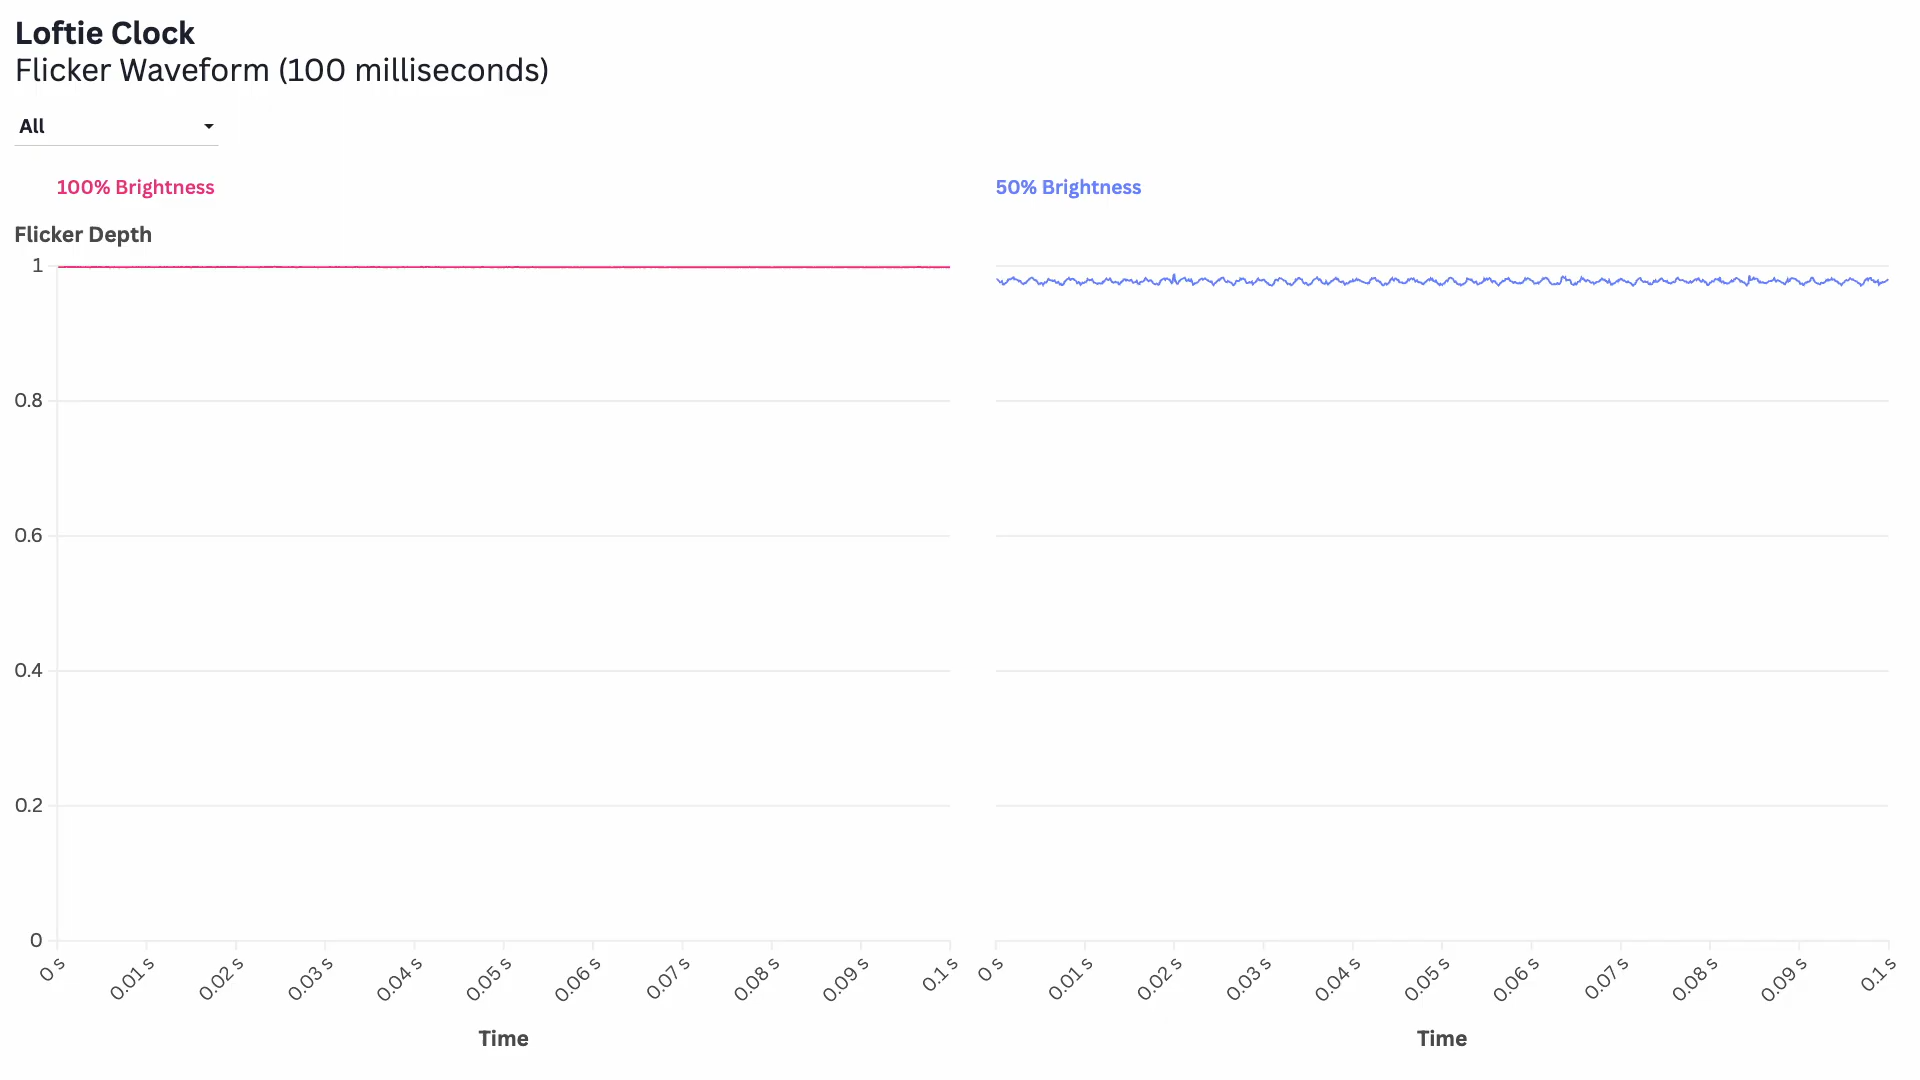 Loftie Clock
Flicker Waveform (100 milliseconds)
All
100% Brightness
50% Brightness
Flicker Depth
1
0.8
0.6
0.4
0.2
0
0 s
0.01 s
0.02 s
0.03 s
0.04 s
0.05 s
0.06 s
0.07 s
0.08 s
0.09 s
0.1 s
0 s
0.01 s
0.02 s
0.03 s
0.04 s
0.05 s
0.06 s
0.07 s
0.08 s
0.09 s
0.1 s
Time
Time